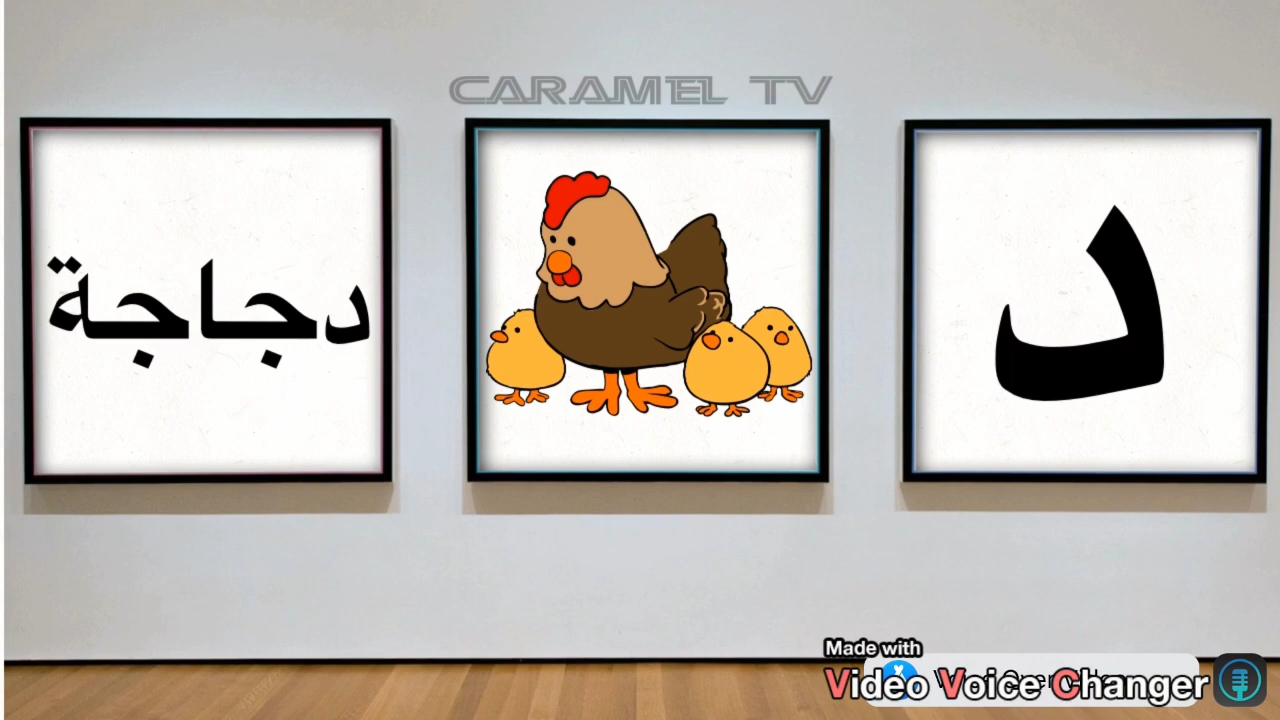 CARAMEL TV
د
دجاجة
Made with
Video Voice Changer